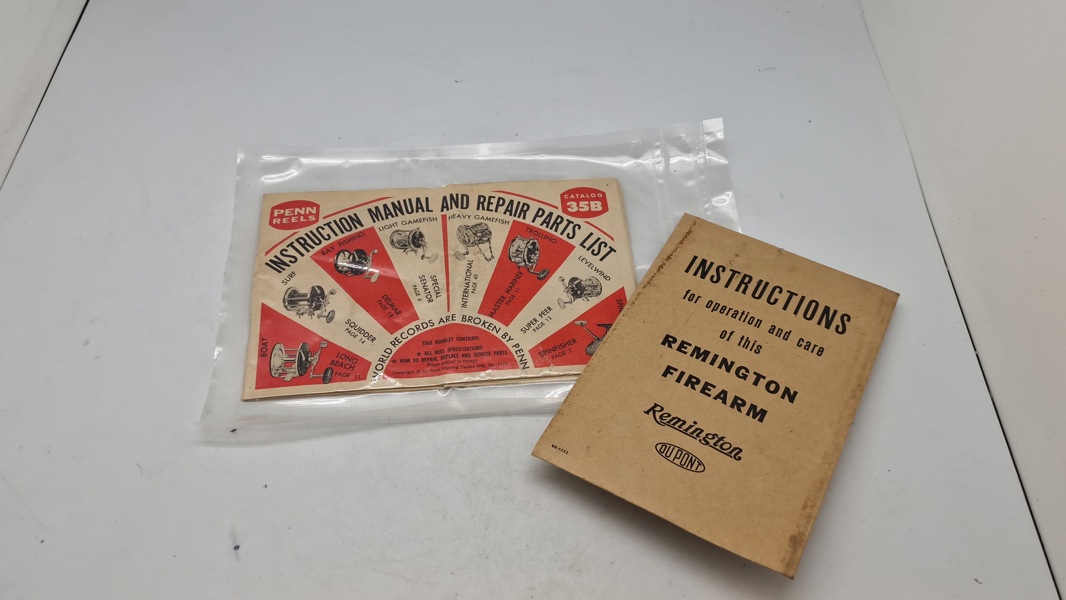 PENN
REELS
INSTRUCTION MANUAL AND REPAIR PARTS LIST
CATALOG
35B
BOAT
LONG
BEACH
SURF
SQUIDDER
PAGE 14
BAY FISHING
DELMAR
LIGHT GAMEFISH
SPECIAL
SENATOR
HEAVY GAMEFISH
INTERNATIONAL
TROLLING
MASTER MARINER
LEVELWIND
SUPER PEER
PAGE 12
SPINFISHER
WORLD RECORDS ARE BROKEN BY PENN
THIS BOOKLET CONTAINS:
★ ALL REEL SPECIFICATIONS
★ HOW TO REPAIR, REPLACE AND SERVICE PARTS
INSTRUCTIONS
for operation and care
of this
REMINGTON
FIREARM
Remington
DU PONT